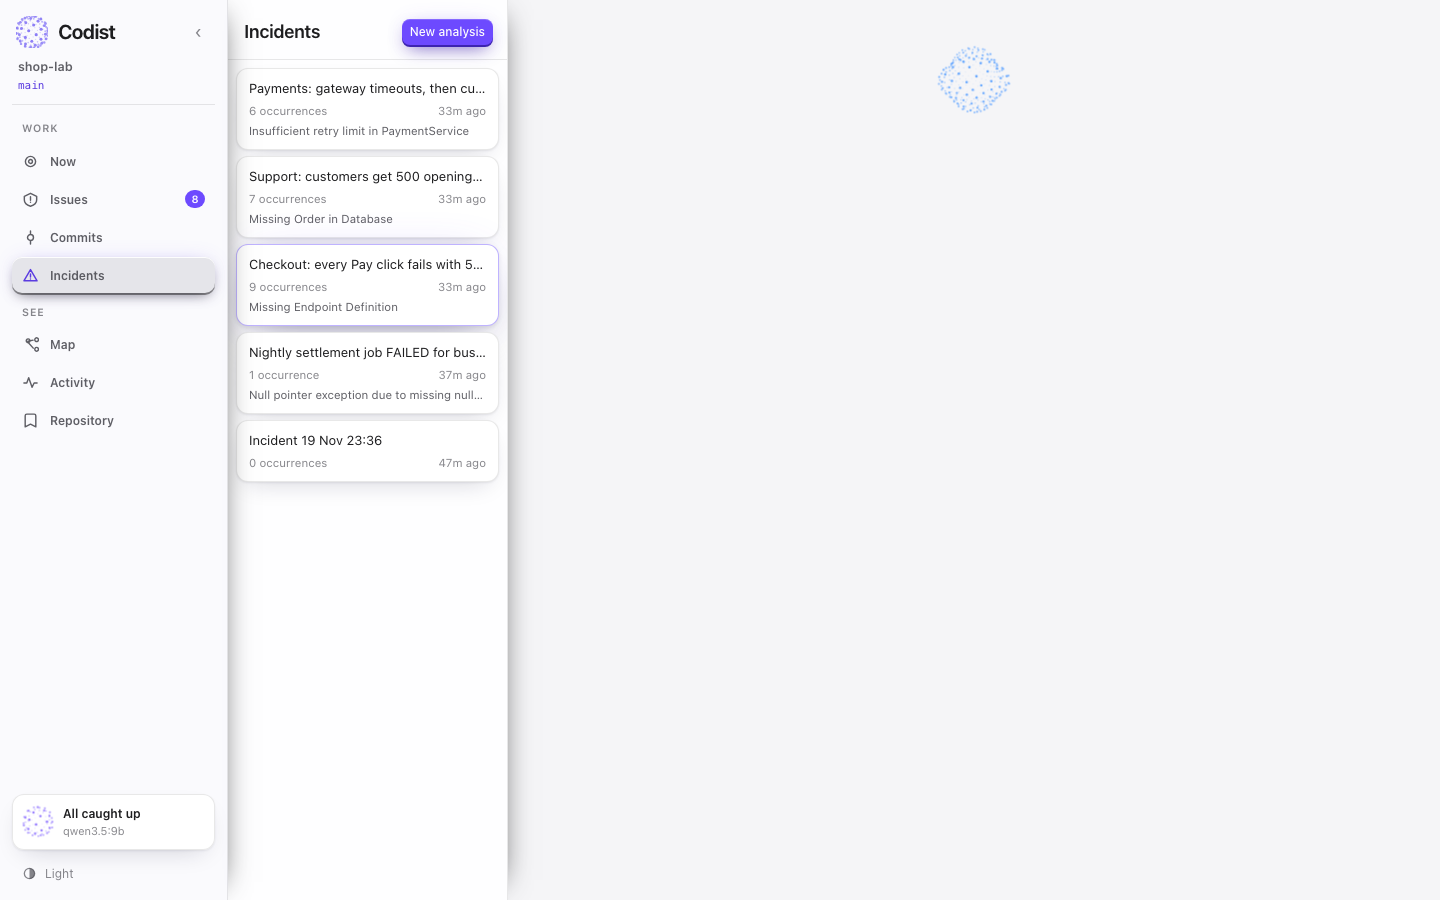 Codist
shop-lab
main
WORK
Now
Issues
8
Commits
Incidents
SEE
Map
Activity
Repository
All caught up
qwen3.5:9b
Light
Incidents
New analysis
Payments: gateway timeouts, then cu...
6 occurrences
33m ago
Insufficient retry limit in PaymentService
Support: customers get 500 opening...
7 occurrences
33m ago
Missing Order in Database
Checkout: every Pay click fails with 5...
9 occurrences
33m ago
Missing Endpoint Definition
Nightly settlement job FAILED for bus...
1 occurrence
37m ago
Null pointer exception due to missing null...
Incident 19 Nov 23:36
0 occurrences
47m ago